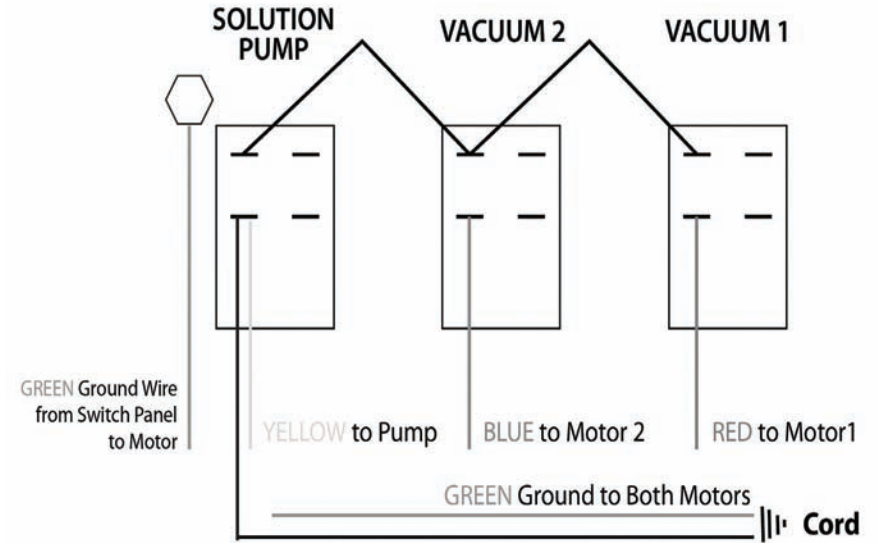 SOLUTION
PUMP
VACUUM 2
VACUUM 1
GREEN Ground Wire
from Switch Panel
to Motor
YELLOW to Pump
BLUE to Motor 2
RED to Motor1
GREEN Ground to Both Motors
Cord